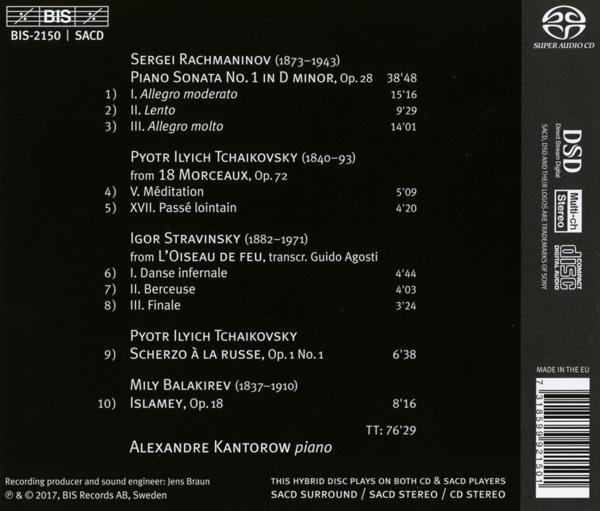 BIS
BIS-2150 | SACD
SUPER AUDIO CD
SERGEI RACHMANINOV (1873–1943)
PIANO SONATA NO. 1 IN D MINOR, Op. 28 38'48
1) I. Allegro moderato 15'16
2) II. Lento 9'29
3) III. Allegro molto 14'01
PYOTR ILYICH TCHAIKOVSKY (1840–93)
from 18 MORCEAUX, Op. 72
4) V. Méditation 5'09
5) XVII. Passé lointain 4'20
IGOR STRAVINSKY (1882–1971)
from L'OISEAU DE FEU, transcr. Guido Agosti
6) I. Danse infernale 4'44
7) II. Berceuse 4'03
8) III. Finale 3'24
PYOTR ILYICH TCHAIKOVSKY
9) SCHERZO À LA RUSSE, Op. 1 No. 1 6'38
MILY BALAKIREV (1837–1910)
10) ISLAMEY, Op. 18 8'16
TT: 76'29
ALEXANDRE KANTOROW piano
Recording producer and sound engineer: Jens Braun
℗ & © 2017, BIS Records AB, Sweden
THIS HYBRID DISC PLAYS ON BOTH CD & SACD PLAYERS
SACD SURROUND / SACD STEREO / CD STEREO
DSD
Direct Stream Digital
SACD, DSD AND THEIR LOGOS ARE TRADEMARKS OF SONY
Multi-ch
Stereo
COMPACT
disc
DIGITAL AUDIO
MADE IN THE EU
7 318599 921501